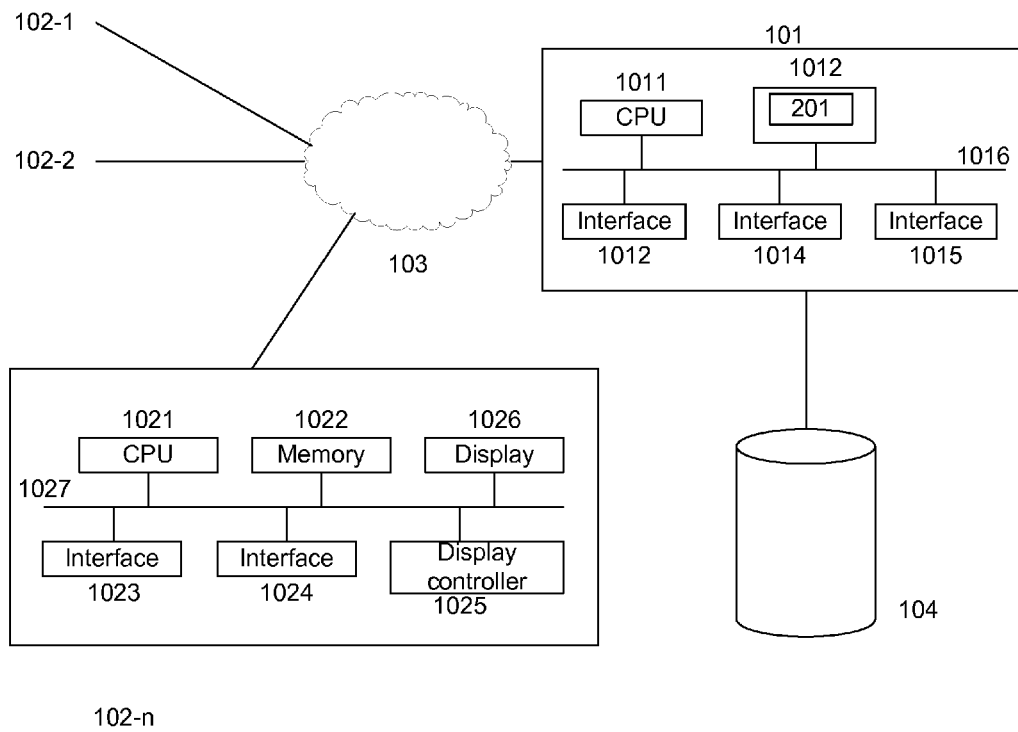 102-1
101
1011
1012
CPU
201
102-2
1016
Interface
Interface
Interface
1012
1014
1015
103
1021
1022
1026
CPU
Memory
Display
1027
Interface
Interface
Display
controller
1023
1024
1025
104
102-n